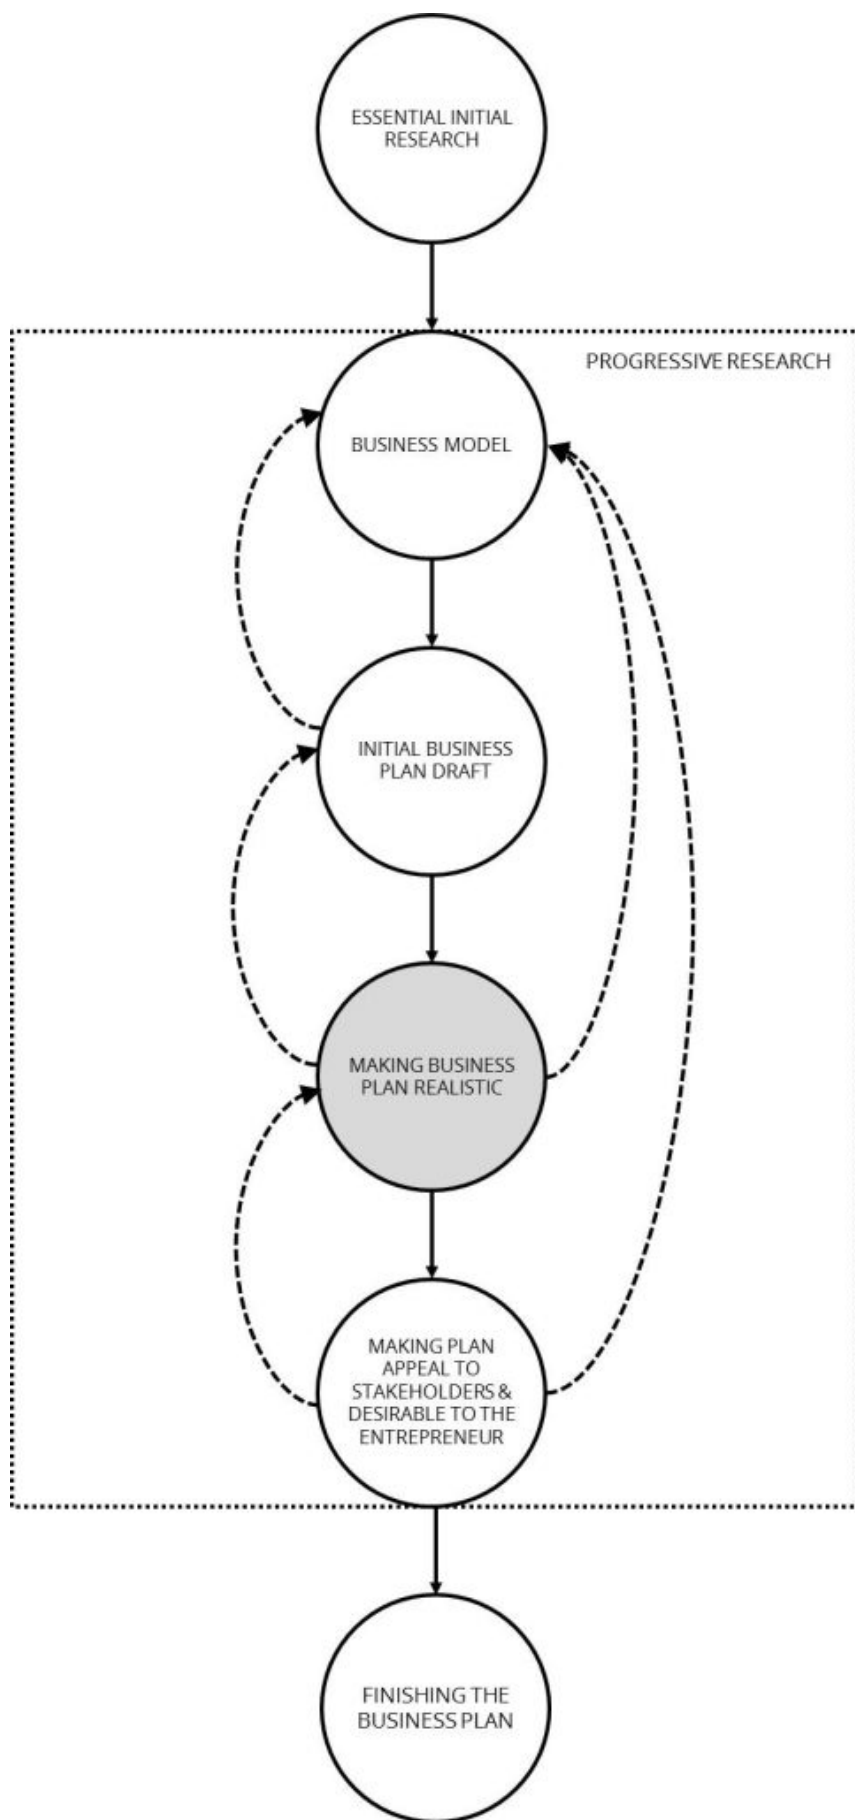 ESSENTIAL INITIAL
RESEARCH
PROGRESSIVE RESEARCH
BUSINESS MODEL
INITIAL BUSINESS
PLAN DRAFT
MAKING BUSINESS
PLAN REALISTIC
MAKING PLAN
APPEAL TO
STAKEHOLDERS &
DESIRABLE TO THE
ENTREPRENEUR
FINISHING THE
BUSINESS PLAN